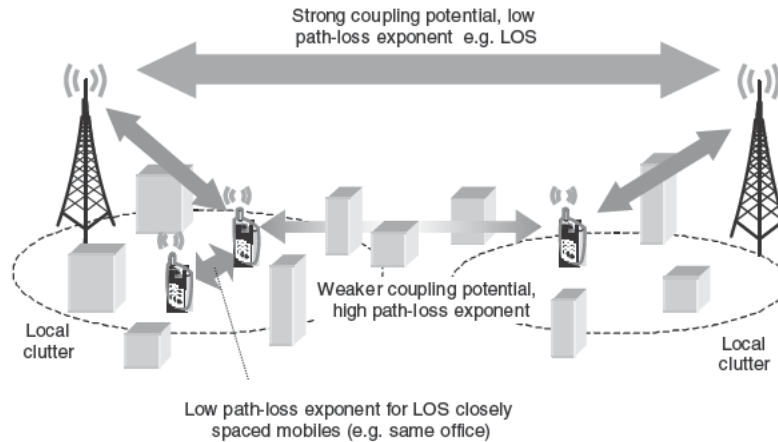 Strong coupling potential, low
path-loss exponent e.g. LOS
Weaker coupling potential,
high path-loss exponent
Local
clutter
Local
clutter
Low path-loss exponent for LOS closely
spaced mobiles (e.g. same office)